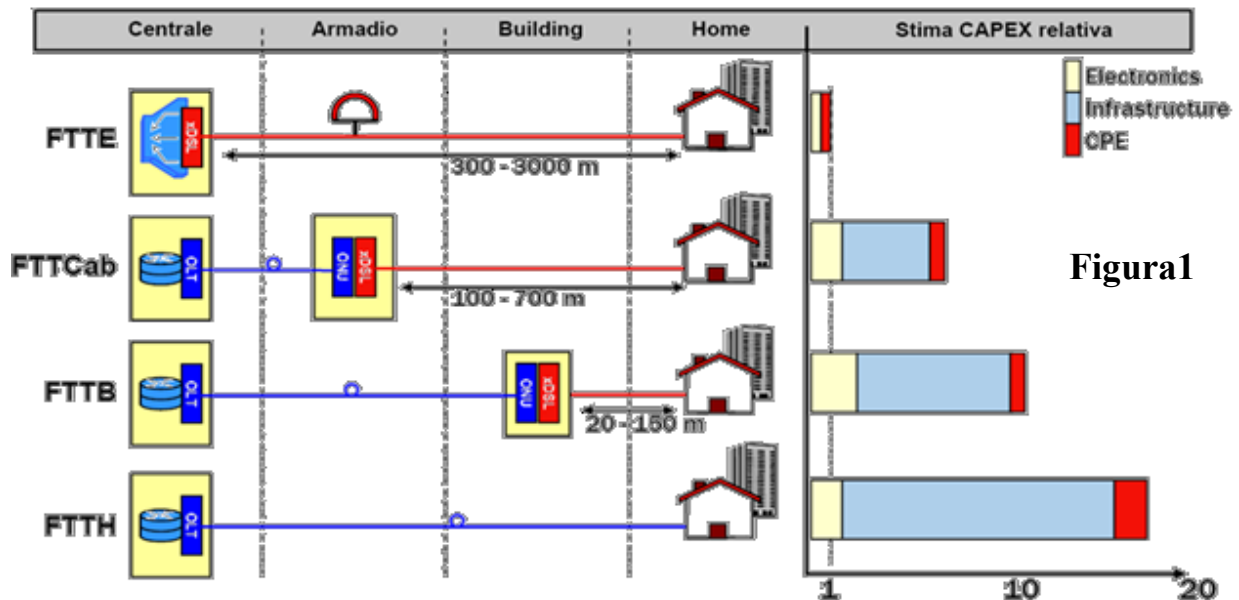 Centrale Armadio Building Home Stima CAPEX relativa
Electronics
Infrastructure
CPE
FTTE xDSL
300 - 3000 m
FTTCab OLT ONU xDSL
100 - 700 m
Figura1
FTTB OLT ONU xDSL
20 - 150 m
FTTH OLT
1 10 20